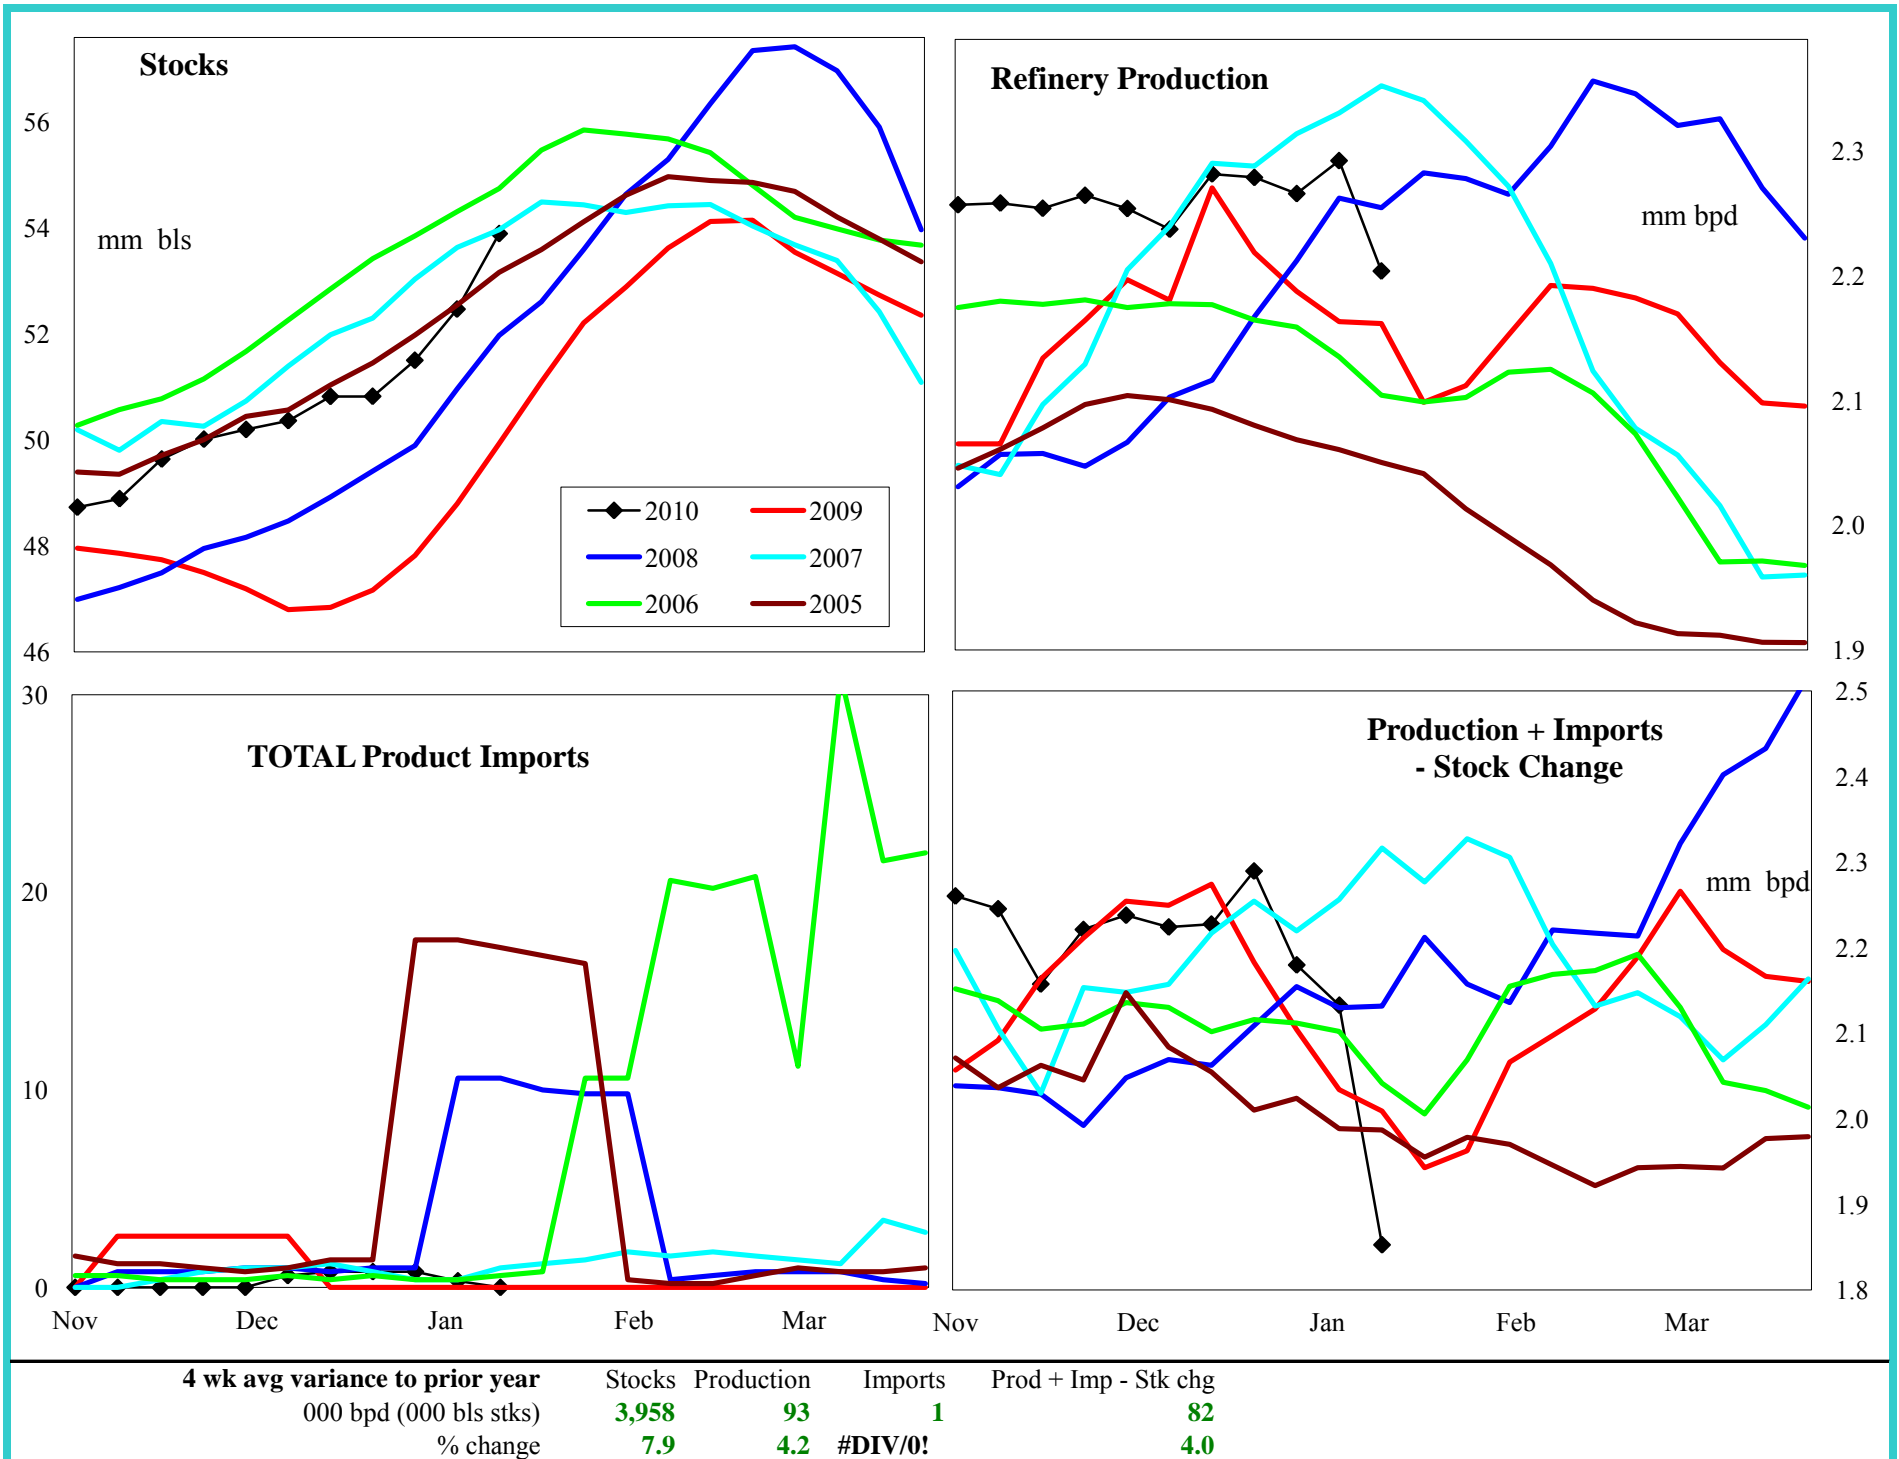 Stocks
mm bls
56
54
52
50
48
46
2010 2009
2008 2007
2006 2005
Refinery Production
mm bpd
2.3
2.2
2.1
2.0
1.9
TOTAL Product Imports
30
20
10
0
Nov Dec Jan Feb Mar
Production + Imports
- Stock Change
mm bpd
2.5
2.4
2.3
2.2
2.1
2.0
1.9
1.8
Nov Dec Jan Feb Mar
4 wk avg variance to prior year Stocks Production Imports Prod + Imp - Stk chg
000 bpd (000 bls stks) 3,958 93 1 82
% change 7.9 4.2 #DIV/0! 4.0